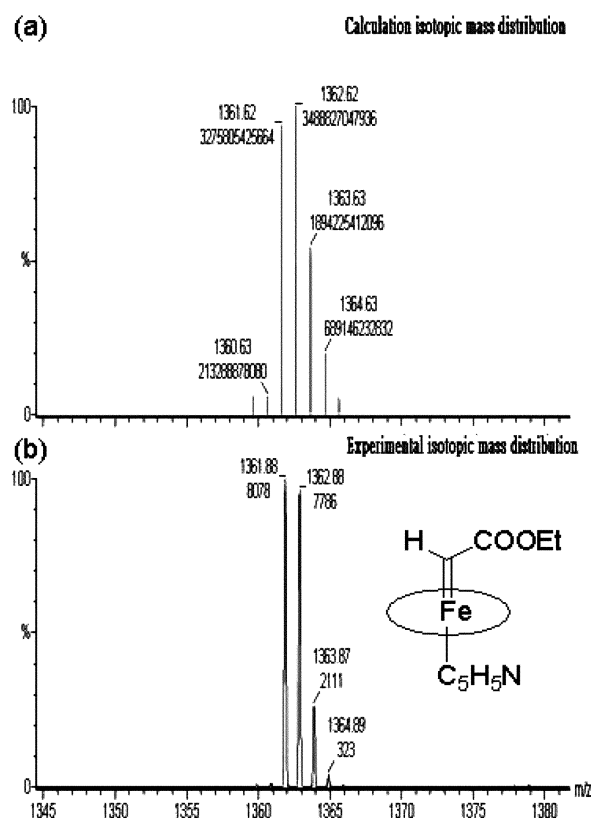 (a)
Calculation isotopic mass distribution
100
%
0
1361.62
3275805425664
1362.62
3488827047936
1363.63
1894225412096
1364.63
689146232832
1360.63
213288878080
(b)
Experimental isotopic mass distribution
100
%
0
1361.88
8078
1362.88
7786
1363.87
2111
1364.89
323
H
COOEt
Fe
C5H5N
m/z
1345 1350 1355 1360 1365 1370 1375 1380